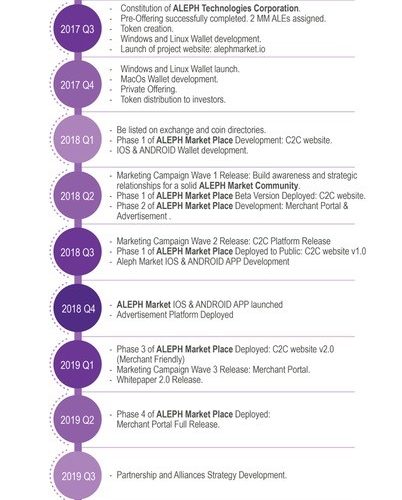 2017 Q3
- Constitution of ALEPH Technologies Corporation.
- Pre-Offering successfully completed. 2 MM ALEs assigned.
- Token creation.
- Windows and Linux Wallet development.
- Launch of project website: alephmarket.io
2017 Q4
- Windows and Linux Wallet launch.
- MacOs Wallet development.
- Private Offering.
- Token distribution to investors.
2018 Q1
- Be listed on exchange and coin directories.
- Phase 1 of ALEPH Market Place Development: C2C website.
- IOS & ANDROID Wallet development.
2018 Q2
- Marketing Campaign Wave 1 Release: Build awareness and strategic
relationships for a solid ALEPH Market Community.
- Phase 1 of ALEPH Market Place Beta Version Deployed: C2C website.
- Phase 2 of ALEPH Market Place Development: Merchant Portal &
Advertisement .
2018 Q3
- Marketing Campaign Wave 2 Release: C2C Platform Release
- Phase 1 of ALEPH Market Place Deployed to Public: C2C website v1.0
- Aleph Market IOS & ANDROID APP Development
2018 Q4
- ALEPH Market IOS & ANDROID APP launched
- Advertisement Platform Deployed
2019 Q1
- Phase 3 of ALEPH Market Place Deployed: C2C website v2.0
(Merchant Friendly)
- Marketing Campaign Wave 3 Release: Merchant Portal.
- Whitepaper 2.0 Release.
2019 Q2
- Phase 4 of ALEPH Market Place Deployed:
Merchant Portal Full Release.
2019 Q3
- Partnership and Alliances Strategy Development.